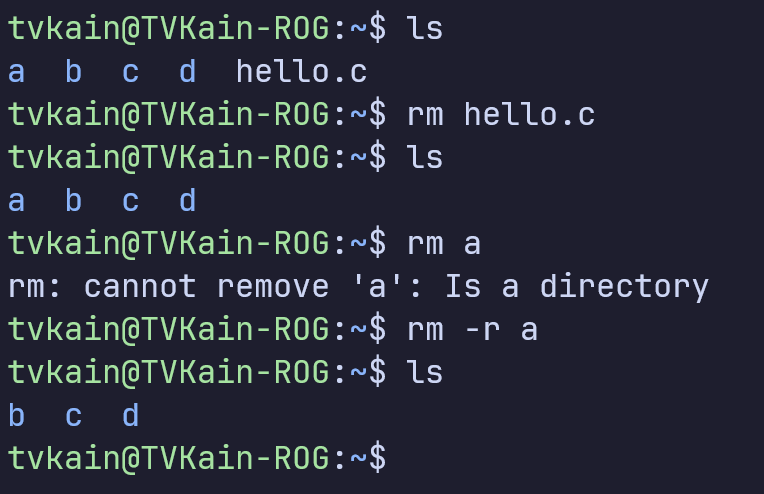 tvkain@TVKain-ROG:~$ ls
a  b  c  d  hello.c
tvkain@TVKain-ROG:~$ rm hello.c
tvkain@TVKain-ROG:~$ ls
a  b  c  d
tvkain@TVKain-ROG:~$ rm a
rm: cannot remove 'a': Is a directory
tvkain@TVKain-ROG:~$ rm -r a
tvkain@TVKain-ROG:~$ ls
b  c  d
tvkain@TVKain-ROG:~$